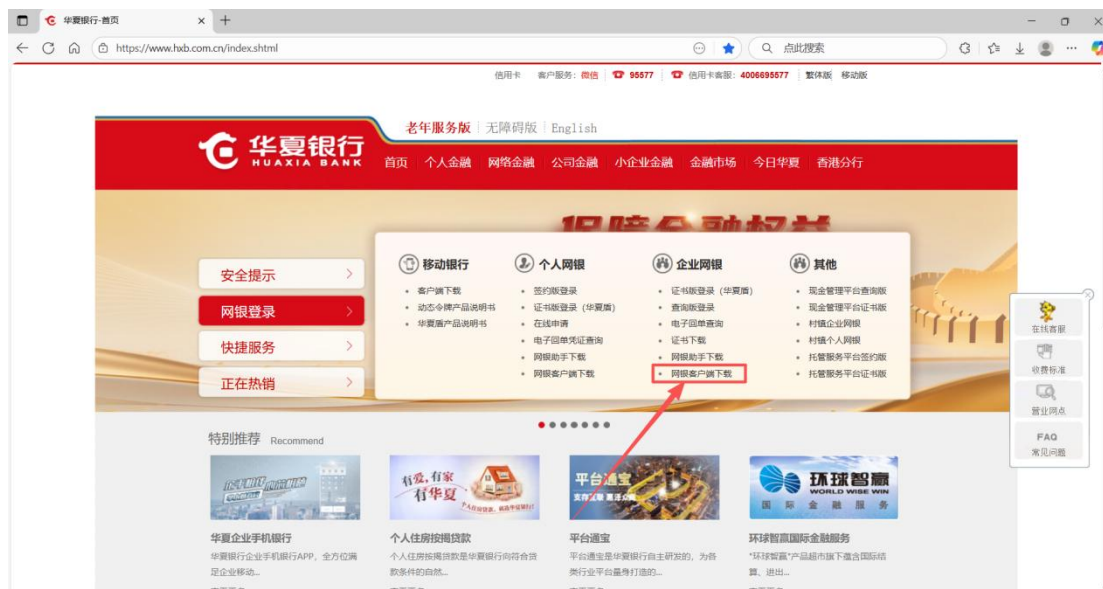 华夏银行-首页
https://www.hxb.com.cn/index.shtml
点此搜索
信用卡 客户服务：微信 95577 信用卡客服：4006695577 繁体版 移动版
老年服务版 无障碍版 English
华夏银行
HUAXIA BANK
首页 个人金融 网络金融 公司金融 小企业金融 金融市场 今日华夏 香港分行
保障金融权益
安全提示
网银登录
快捷服务
正在热销
移动银行
客户端下载
动态令牌产品说明书
华夏盾产品说明书
个人网银
签约版登录
证书版登录（华夏盾）
在线申请
电子回单凭证查询
网银助手下载
网银客户端下载
企业网银
证书版登录（华夏盾）
查询版登录
电子回单查询
证书下载
网银助手下载
网银客户端下载
其他
现金管理平台查询版
现金管理平台证书版
村镇企业网银
村镇个人网银
托管服务平台签约版
托管服务平台证书版
在线客服
收费标准
营业网点
FAQ
常见问题
特别推荐 Recommend
有爱，有家
有华夏
平台通宝
环球智赢
WORLD WISE WIN
国际金融服务
华夏企业手机银行
华夏银行企业手机银行APP，全方位满
足企业移动...
个人住房按揭贷款
个人住房按揭贷款是华夏银行向符合贷
款条件的自然...
平台通宝
平台通宝是华夏银行自主研发的，为各
类行业平台量身打造的...
环球智赢国际金融服务
“环球智赢”产品超市旗下蕴含国际结
算、进出...